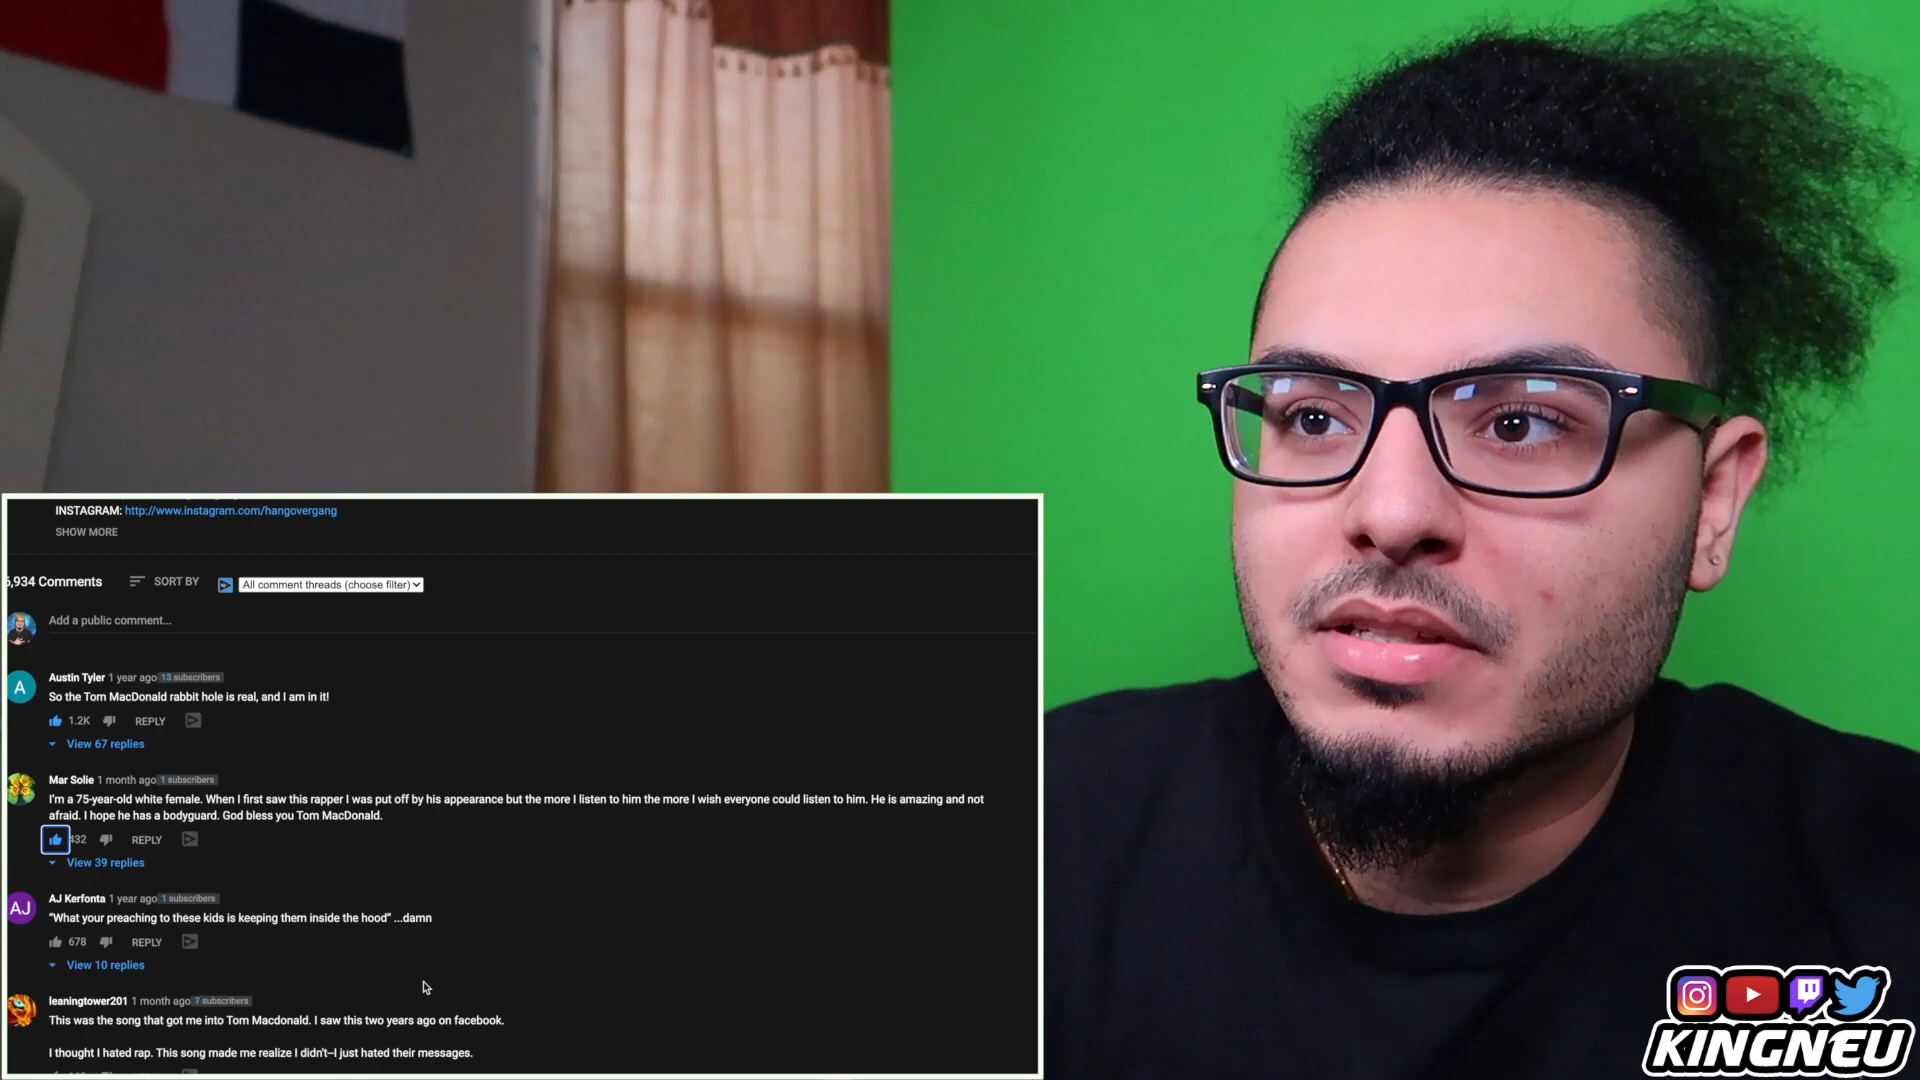 INSTAGRAM: http://www.instagram.com/hangovergang
SHOW MORE
6,934 Comments SORT BY All comment threads (choose filter)
Add a public comment...
A
Austin Tyler 1 year ago 13 subscribers
So the Tom MacDonald rabbit hole is real, and I am in it!
1.2K REPLY
View 67 replies
Mar Solie 1 month ago 1 subscribers
I'm a 75-year-old white female. When I first saw this rapper I was put off by his appearance but the more I listen to him the more I wish everyone could listen to him. He is amazing and not
afraid. I hope he has a bodyguard. God bless you Tom MacDonald.
432 REPLY
View 39 replies
AJ
AJ Kerfonta 1 year ago 1 subscribers
"What your preaching to these kids is keeping them inside the hood" ...damn
678 REPLY
View 10 replies
leaningtower201 1 month ago 7 subscribers
This was the song that got me into Tom Macdonald. I saw this two years ago on facebook.
I thought I hated rap. This song made me realize I didn't--I just hated their messages.
KINGNEU